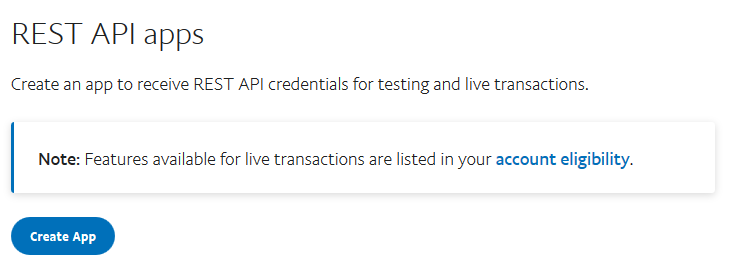 REST API apps
Create an app to receive REST API credentials for testing and live transactions.
Note: Features available for live transactions are listed in your account eligibility.
Create App